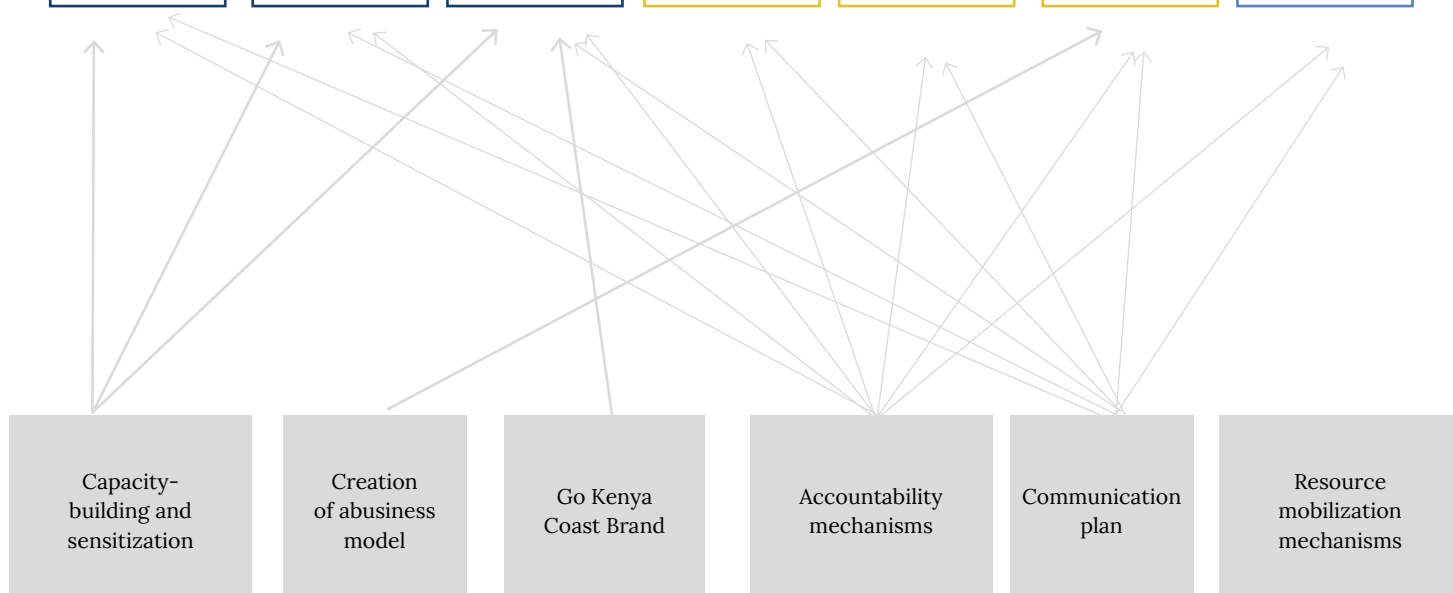 Capacity-
building and
sensitization
Creation
of abusiness
model
Go Kenya
Coast Brand
Accountability
mechanisms
Communication
plan
Resource
mobilization
mechanisms